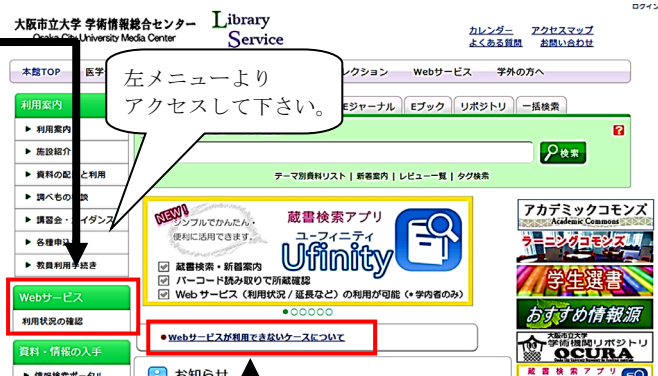 ログイン
大阪市立大学 学術情報総合センター
Osaka City University Media Center
Library
Service
カレンダー アクセスマップ
よくある質問 お問い合わせ
本館TOP 医学 レクション Webサービス 学外の方へ
左メニューより
アクセスして下さい。
利用案内
Eジャーナル Eブック リポジトリ 一括検索
▶ 利用案内
▶ 施設紹介
▶ 資料の配 と利用
▶ 調べもの 談
▶ 講習会・ イダンス
▶ 各種申込
▶ 教員利用 続き
?
検索
テーマ別資料リスト | 新着案内 | レビュー一覧 | タグ検索
NEW!
シンプルでかんたん・
便利に活用できます。
蔵書検索アプリ
ユーフィニティ
Ufinity
蔵書検索・新着案内
バーコード読み取りで所蔵確認
Web サービス(利用状況/延長など)の利用が可能(*学内者のみ)
アカデミックコモンズ
Academic Commons
ラーニングコモンズ
学生選書
おすすめ情報源
大阪市立大学
学術機関リポジトリ
OCURA
蔵書検索アプリ
Webサービス
利用状況の確認
●Webサービスが利用できないケースについて
資料・情報の入手
▶ 情報検索ポータル
お知らせ